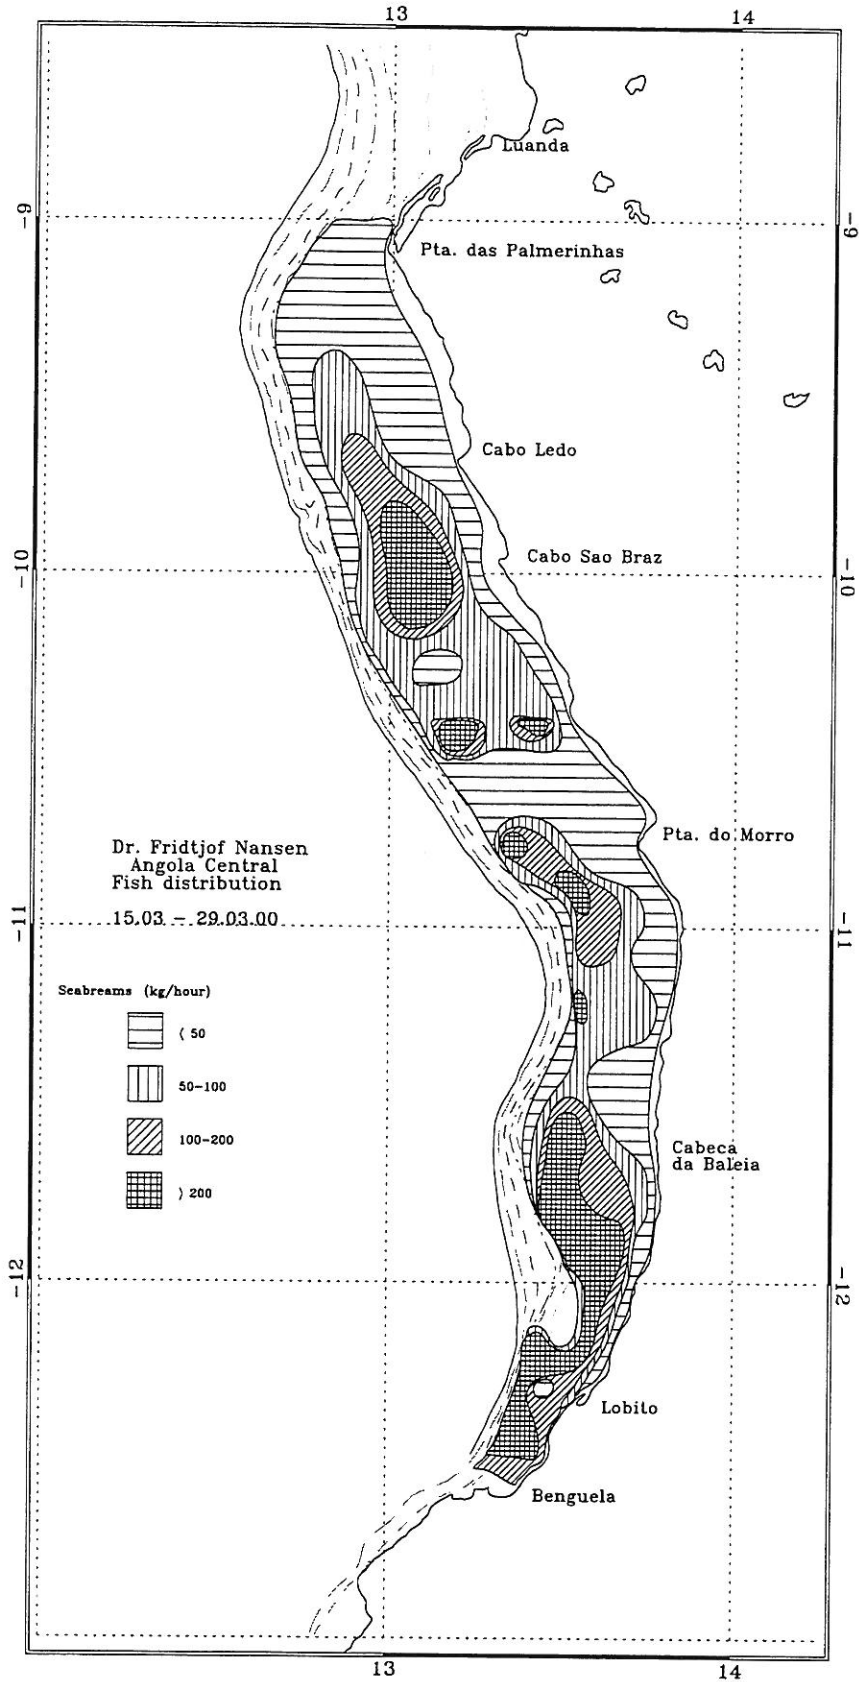 13
14
Luanda
-9
-9
Pta. das Palmerinhas
Cabo Ledo
Cabo Sao Braz
-10
-10
Pta. do Morro
Dr. Fridtjof Nansen
Angola Central
Fish distribution
15.03 - 29.03.00
-11
-11
Seabreams (kg/hour)
< 50
50-100
100-200
> 200
Cabeca
da Baleia
-12
-12
Lobito
Benguela
13
14